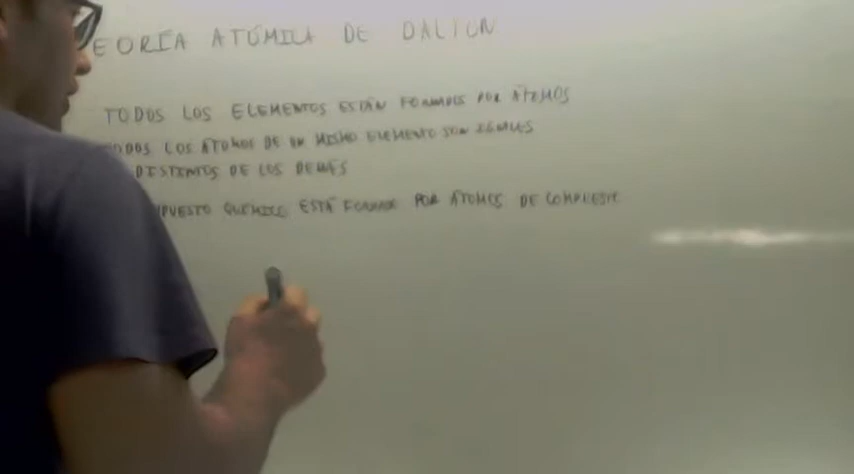 EORÍA ATÓMICA DE DALTON
TODOS LOS ELEMENTOS ESTÁN FORMADOS POR ÁTOMOS
ODOS LOS ÁTOMOS DE UN MISMO ELEMENTO SON IGUALES
DISTINTOS DE LOS DEMÁS
PUESTO QUÍMICO ESTÁ FORMADO POR ÁTOMOS DE COMPUESTO